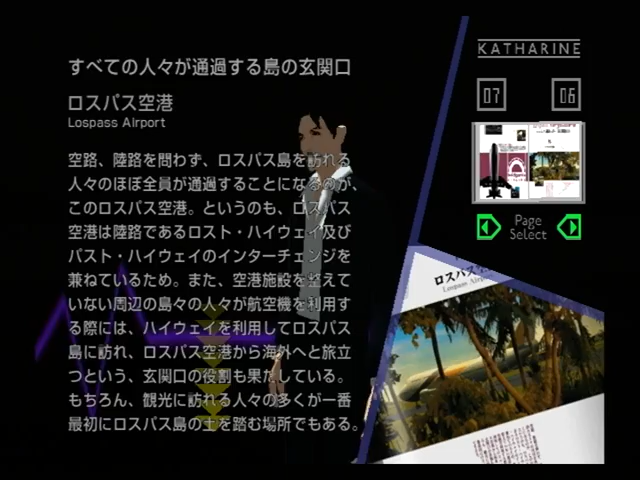 すべての人々が通過する島の玄関口
ロスパス空港
Lospass Airport
空路、陸路を問わず、ロスパス島を訪れる
人々のほぼ全員が通過することになるのが、
このロスパス空港。というのも、ロスパス
空港は陸路であるロスト・ハイウェイ及び
パスト・ハイウェイのインターチェンジを
兼ねているため。また、空港施設を整えて
いない周辺の島々の人々が航空機を利用す
る際には、ハイウェイを利用してロスパス
島に訪れ、ロスパス空港から海外へと旅立
つという、玄関口の役割も果たしている。
もちろん、観光に訪れる人々の多くが一番
最初にロスパス島の土を踏む場所でもある。
KATHARINE
07 06
Page
Select
ロスパス
Lospass Airp